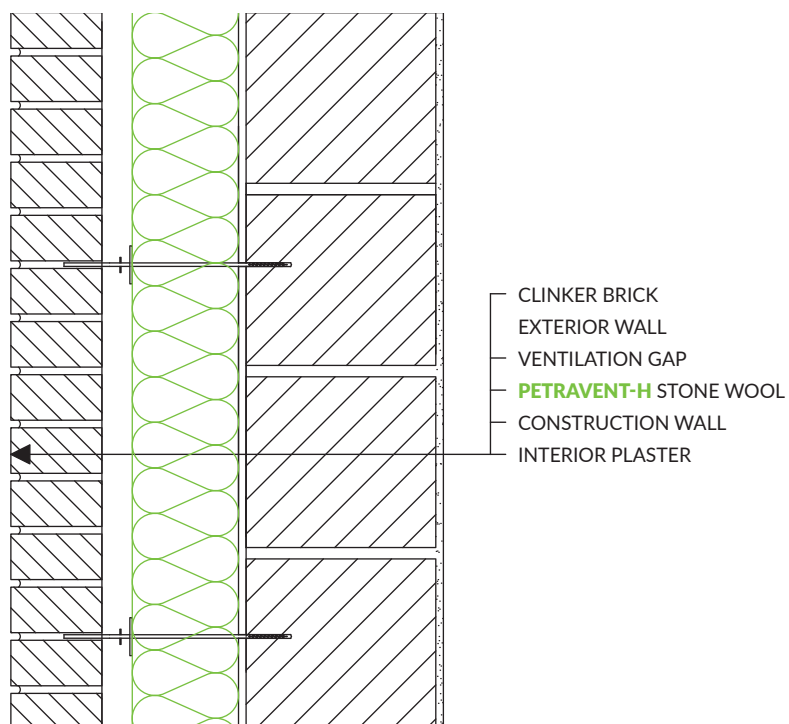 CLINKER BRICK
EXTERIOR WALL
VENTILATION GAP
PETRAVENT-H STONE WOOL
CONSTRUCTION WALL
INTERIOR PLASTER